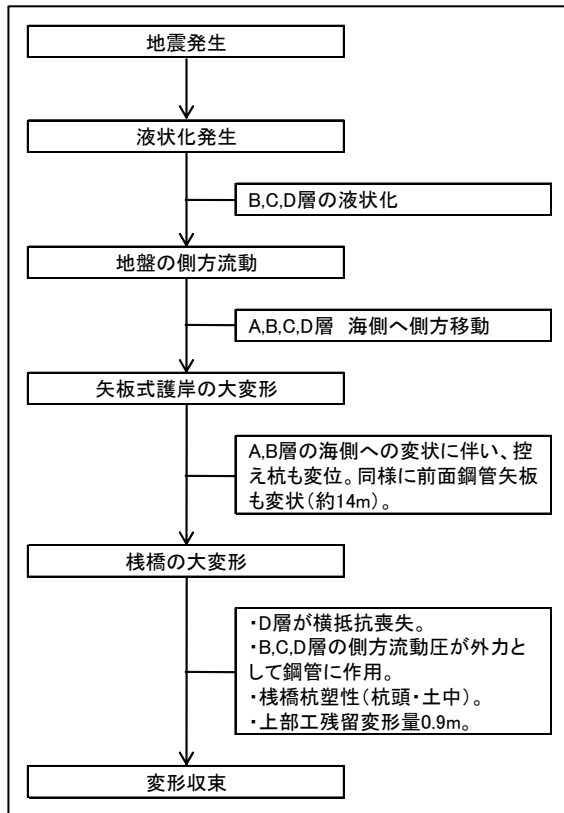 地震発生
液状化発生
B,C,D層の液状化
地盤の側方流動
A,B,C,D層　海側へ側方移動
矢板式護岸の大変形
A,B層の海側への変状に伴い、控
え杭も変位。同様に前面鋼管矢板
も変状(約14m)。
桟橋の大変形
・D層が横抵抗喪失。
・B,C,D層の側方流動圧が外力と
して鋼管に作用。
・桟橋杭塑性(杭頭・土中)。
・上部工残留変形量0.9m。
変形収束